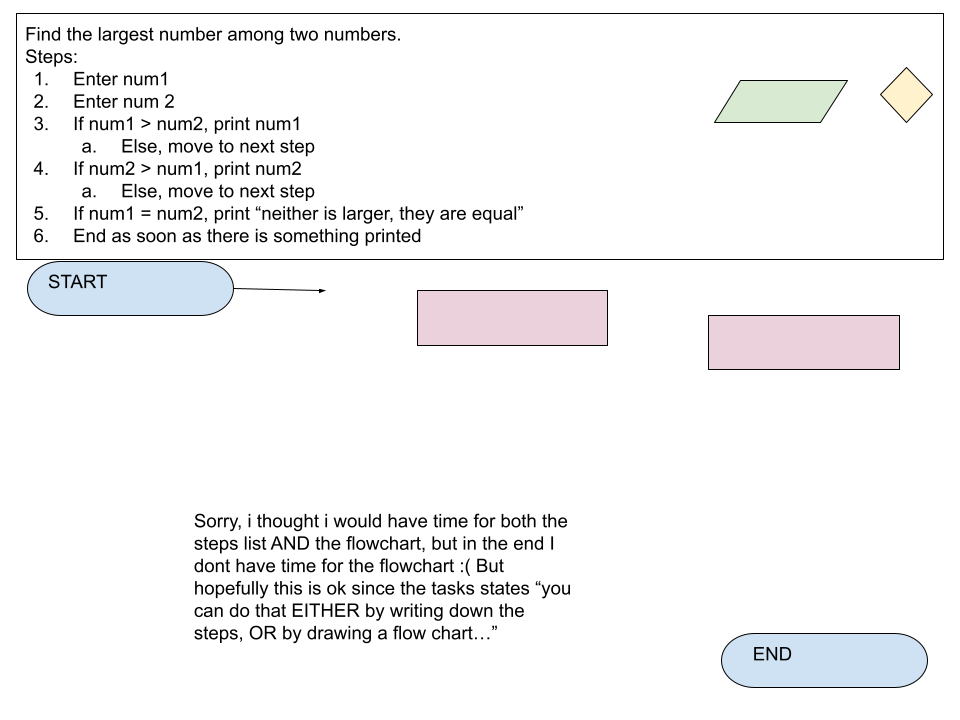 Find the largest number among two numbers.
Steps:
1. Enter num1
2. Enter num 2
3. If num1 > num2, print num1
a. Else, move to next step
4. If num2 > num1, print num2
a. Else, move to next step
5. If num1 = num2, print “neither is larger, they are equal”
6. End as soon as there is something printed
START
Sorry, i thought i would have time for both the
steps list AND the flowchart, but in the end I
dont have time for the flowchart :( But
hopefully this is ok since the tasks states “you
can do that EITHER by writing down the
steps, OR by drawing a flow chart…”
END